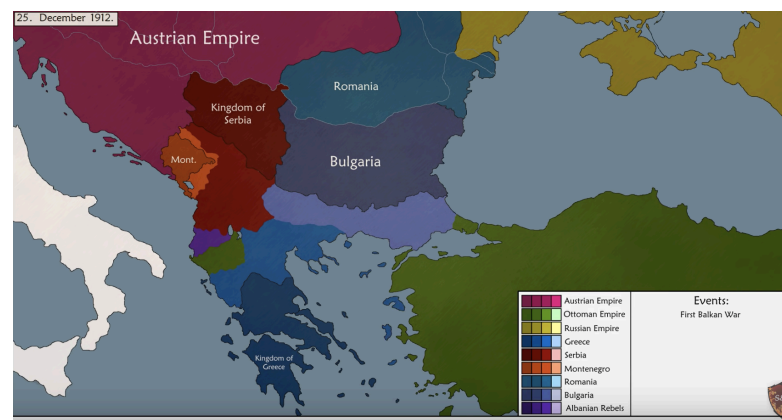 25. December 1912.
Austrian Empire
Romania
Kingdom of
Serbia
Mont.
Bulgaria
Kingdom of
Greece
Austrian Empire
Ottoman Empire
Russian Empire
Greece
Serbia
Montenegro
Romania
Bulgaria
Albanian Rebels
Events:
First Balkan War